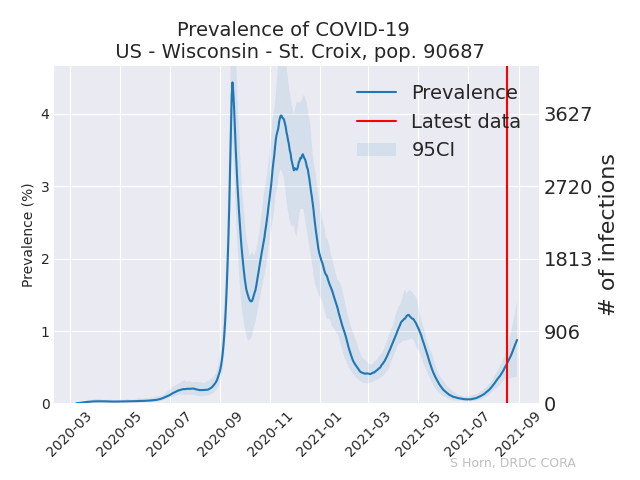 Prevalence of COVID-19
US - Wisconsin - St. Croix, pop. 90687
Prevalence
Latest data
95CI
4
3
2
1
0
Prevalence (%)
3627
2720
1813
906
0
# of infections
2020-03
2020-05
2020-07
2020-09
2020-11
2021-01
2021-03
2021-05
2021-07
2021-09
S Horn, DRDC CORA